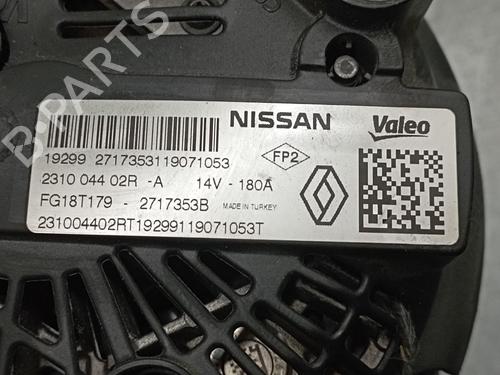 NISSAN
Valeo
19299 2717353119071053
FP2
2310 044 02R -A 14V - 180A
FG18T179 - 2717353B MADE IN TURKEY
231004402RT19299119071053T
B-PARTS